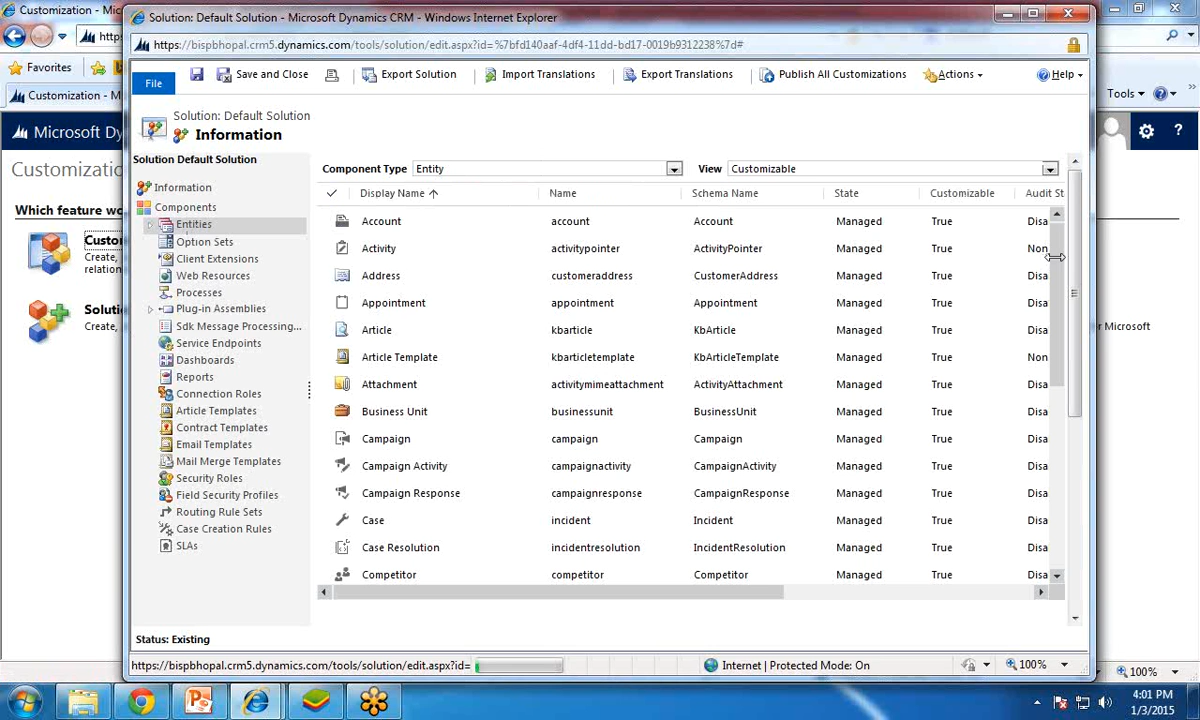 Customization - Mic
Solution: Default Solution - Microsoft Dynamics CRM - Windows Internet Explorer
https://bispbhopal.crm5.dynamics.com/tools/solution/edit.aspx?id=%7bfd140aaf-4df4-11dd-bd17-0019b9312238%7d#
http
Favorites
File
Save and Close
Export Solution
Import Translations
Export Translations
Publish All Customizations
Actions
Help
Customization - M
Tools
Microsoft Dy
Solution: Default Solution
Information
Customizatio
Solution Default Solution
Which feature wo
Custo
Create,
relation
Solutio
Create,
r Microsoft
Information
Components
Entities
Option Sets
Client Extensions
Web Resources
Processes
Plug-in Assemblies
Sdk Message Processing...
Service Endpoints
Dashboards
Reports
Connection Roles
Article Templates
Contract Templates
Email Templates
Mail Merge Templates
Security Roles
Field Security Profiles
Routing Rule Sets
Case Creation Rules
SLAs
Component Type Entity View Customizable
Display Name Name Schema Name State Customizable Audit St
Account account Account Managed True Disa
Activity activitypointer ActivityPointer Managed True Non
Address customeraddress CustomerAddress Managed True Disa
Appointment appointment Appointment Managed True Disa
Article kbarticle KbArticle Managed True Disa
Article Template kbarticletemplate KbArticleTemplate Managed True Non
Attachment activitymimeattachment ActivityAttachment Managed True Disa
Business Unit businessunit BusinessUnit Managed True Disa
Campaign campaign Campaign Managed True Disa
Campaign Activity campaignactivity CampaignActivity Managed True Disa
Campaign Response campaignresponse CampaignResponse Managed True Disa
Case incident Incident Managed True Disa
Case Resolution incidentresolution IncidentResolution Managed True Disa
Competitor competitor Competitor Managed True Disa
Status: Existing
https://bispbhopal.crm5.dynamics.com/tools/solution/edit.aspx?id=
Internet | Protected Mode: On
100%
100%
4:01 PM
1/3/2015